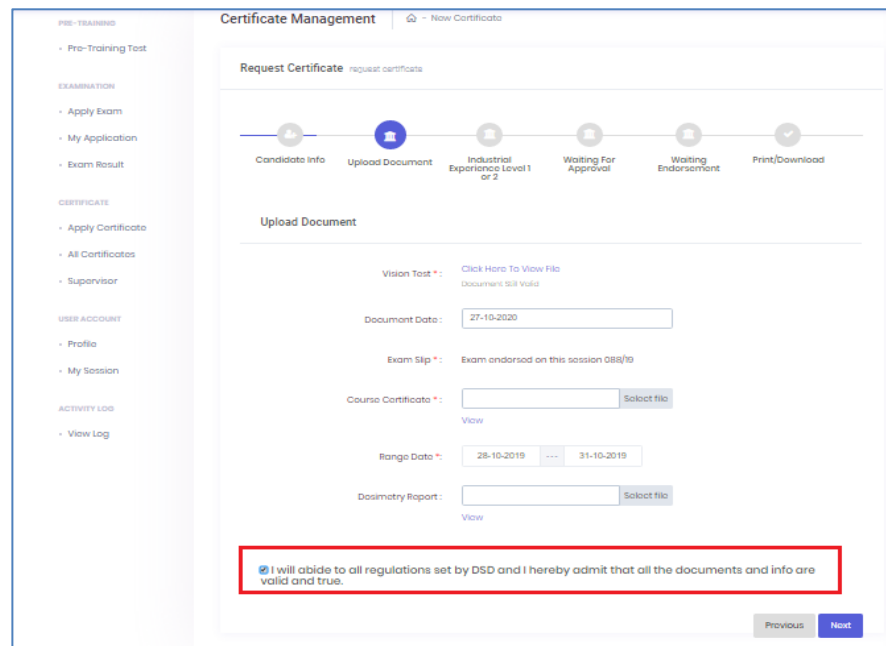 PRE-TRAINING
Pre-Training Test
EXAMINATION
Apply Exam
My Application
Exam Result
CERTIFICATE
Apply Certificate
All Certificates
Supervisor
USER ACCOUNT
Profile
My Session
ACTIVITY LOG
View Log
Certificate Management
- New Certificate
Request Certificate request certificate
Candidate Info
Upload Document
Industrial
Experience Level 1
or 2
Waiting For
Approval
Waiting
Endorsement
Print/Download
Upload Document
Vision Test * : Click Here To View File
Document Still Valid
Document Date : 27-10-2020
Exam Slip * : Exam endorsed on this session 088/19
Course Certificate * : Select file
View
Range Date *: 28-10-2019 --- 31-10-2019
Dosimetry Report : Select file
View
I will abide to all regulations set by DSD and I hereby admit that all the documents and info are
valid and true.
Previous Next